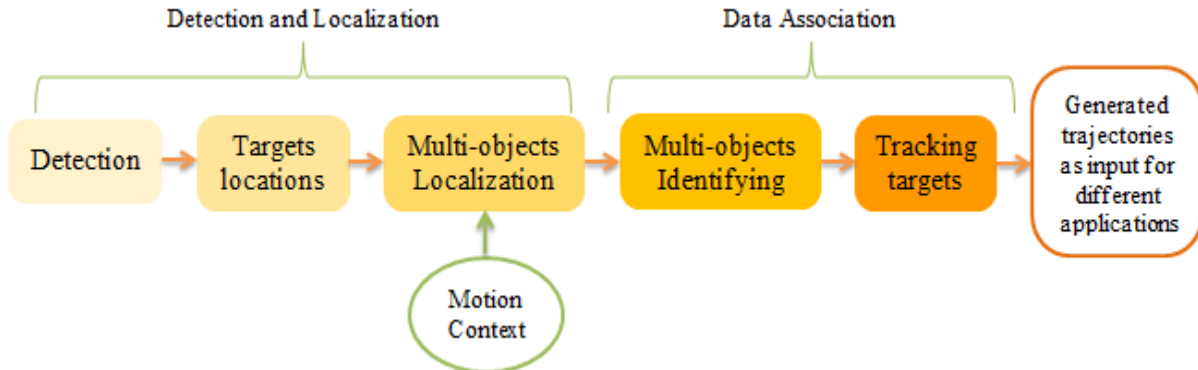 Detection and Localization
Data Association
Detection
Targets
locations
Multi-objects
Localization
Multi-objects
Identifying
Tracking
targets
Generated
trajectories
as input for
different
applications
Motion
Context